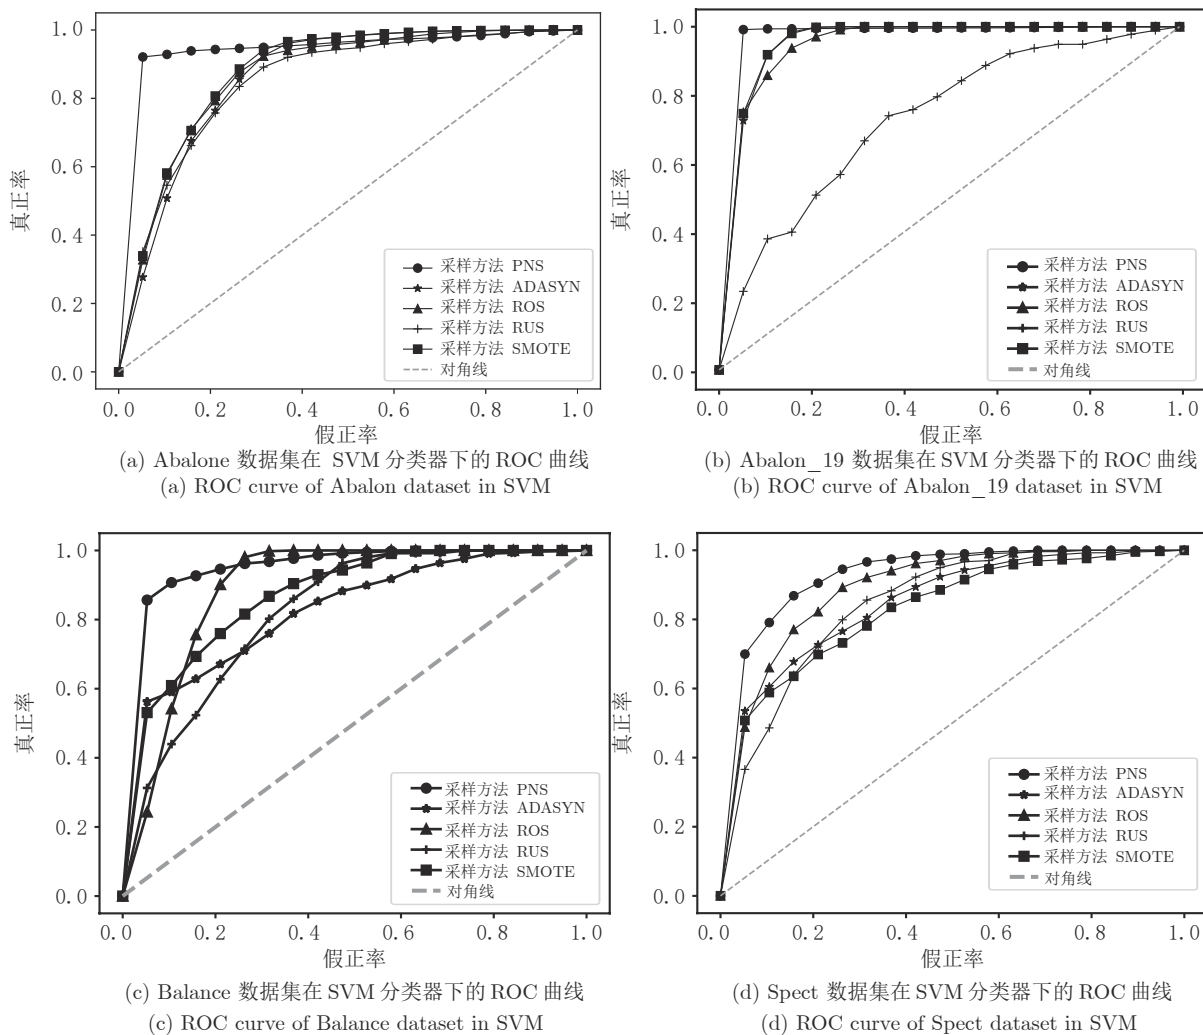 1.0
0.8
0.6
0.4
0.2
0.0
真正率
采样方法 PNS
采样方法 ADASYN
采样方法 ROS
采样方法 RUS
采样方法 SMOTE
对角线
0.0 0.2 0.4 0.6 0.8 1.0
假正率
(a) Abalone 数据集在 SVM 分类器下的 ROC 曲线
(a) ROC curve of Abalon dataset in SVM
1.0
0.8
0.6
0.4
0.2
0.0
真正率
采样方法 PNS
采样方法 ADASYN
采样方法 ROS
采样方法 RUS
采样方法 SMOTE
对角线
0.0 0.2 0.4 0.6 0.8 1.0
假正率
(b) Abalon_19 数据集在 SVM 分类器下的 ROC 曲线
(b) ROC curve of Abalon_19 dataset in SVM
1.0
0.8
0.6
0.4
0.2
0.0
真正率
采样方法 PNS
采样方法 ADASYN
采样方法 ROS
采样方法 RUS
采样方法 SMOTE
对角线
0.0 0.2 0.4 0.6 0.8 1.0
假正率
(c) Balance 数据集在 SVM 分类器下的 ROC 曲线
(c) ROC curve of Balance dataset in SVM
1.0
0.8
0.6
0.4
0.2
0.0
真正率
采样方法 PNS
采样方法 ADASYN
采样方法 ROS
采样方法 RUS
采样方法 SMOTE
对角线
0.0 0.2 0.4 0.6 0.8 1.0
假正率
(d) Spect 数据集在 SVM 分类器下的 ROC 曲线
(d) ROC curve of Spect dataset in SVM